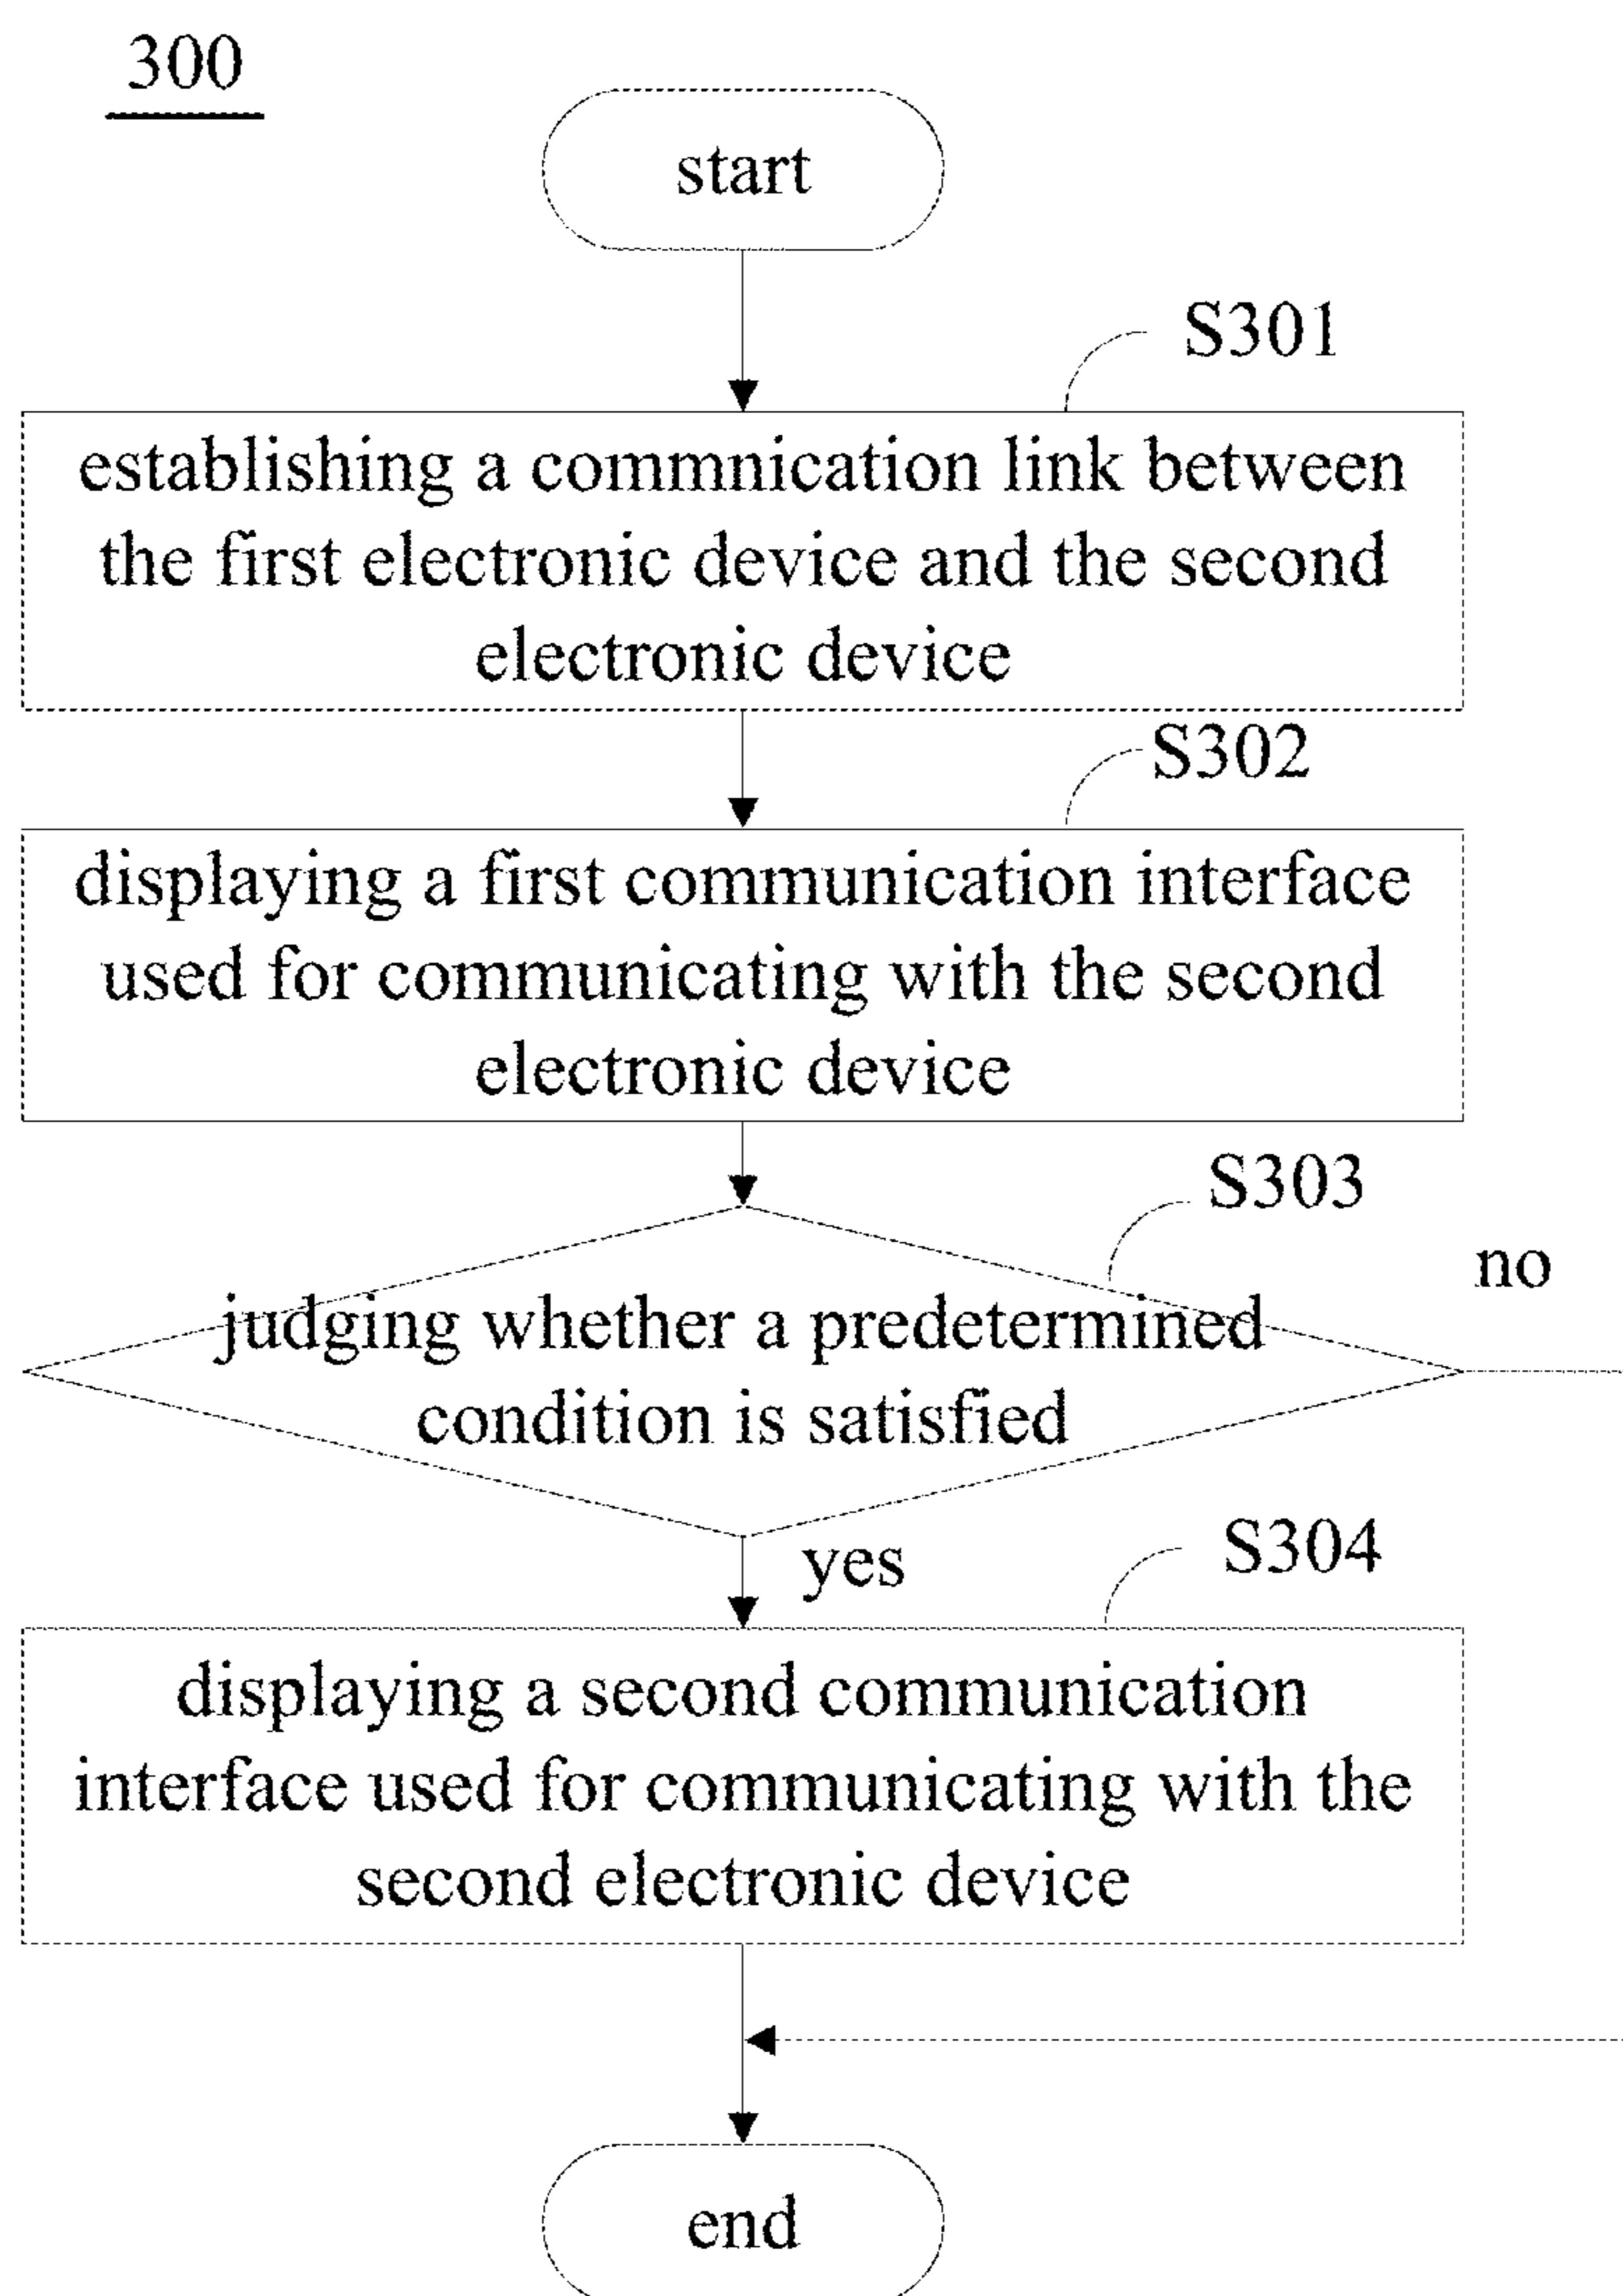 300
start
S301
establishing a commnication link between
the first electronic device and the second
electronic device
S302
displaying a first communication interface
used for communicating with the second
electronic device
S303
no
judging whether a predetermined
condition is satisfied
yes
S304
displaying a second communication
interface used for communicating with the
second electronic device
end